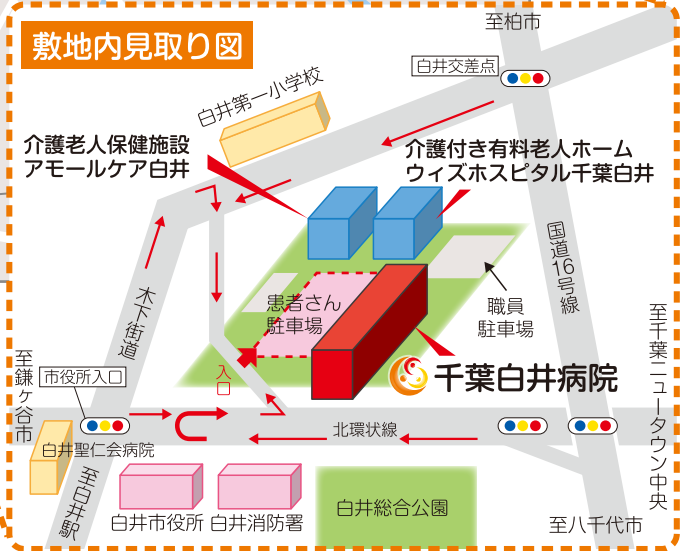 敷地内見取り図
至柏市
白井交差点
白井第一小学校
介護老人保健施設
アモールケア白井
介護付き有料老人ホーム
ウィズホスピタル千葉白井
国道16号線
木下街道
患者さん
駐車場
職員
駐車場
至千葉ニュータウン中央
至鎌ヶ谷市
市役所入口
入口
千葉白井病院
北環状線
白井聖仁会病院
至白井駅
白井市役所
白井消防署
白井総合公園
至八千代市